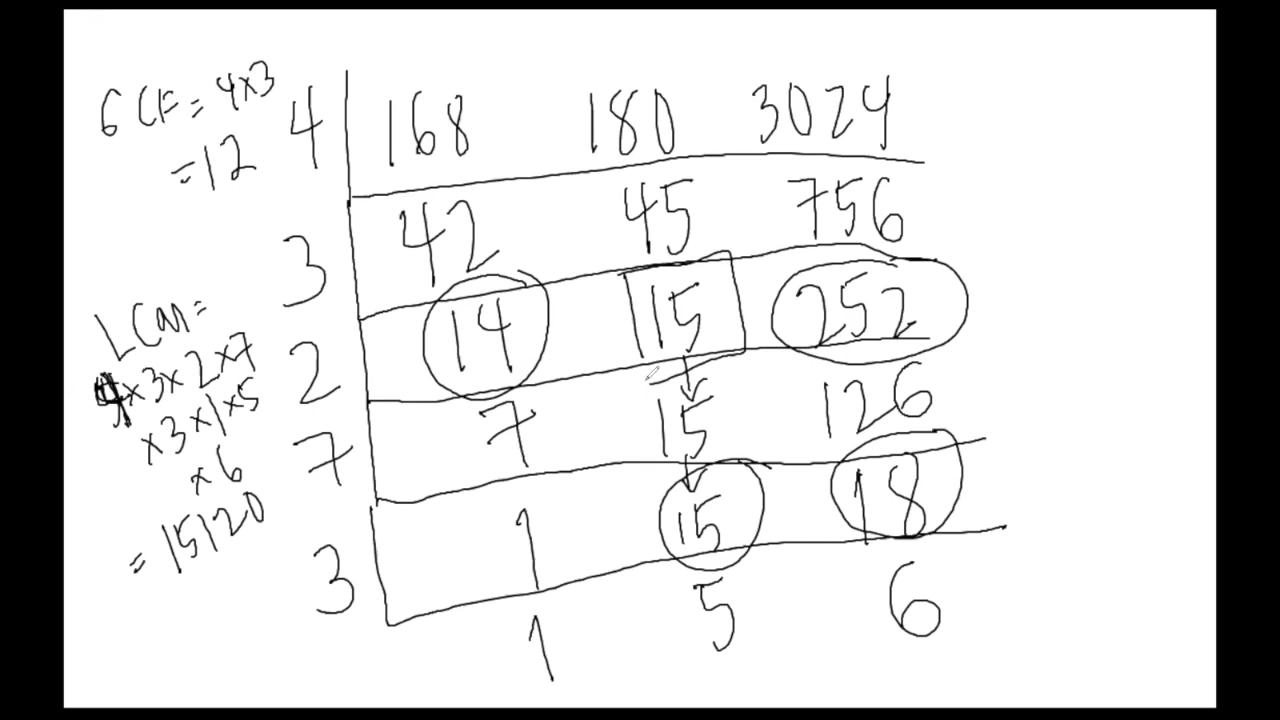 GCF = 4x3
= 12
4 168 180 3024
3 42 45 756
2 14 15 252
7 7 15 126
3 1 15 18
1 5 6
LCM =
4x3x2x7
x3x1x5
x6
= 15120